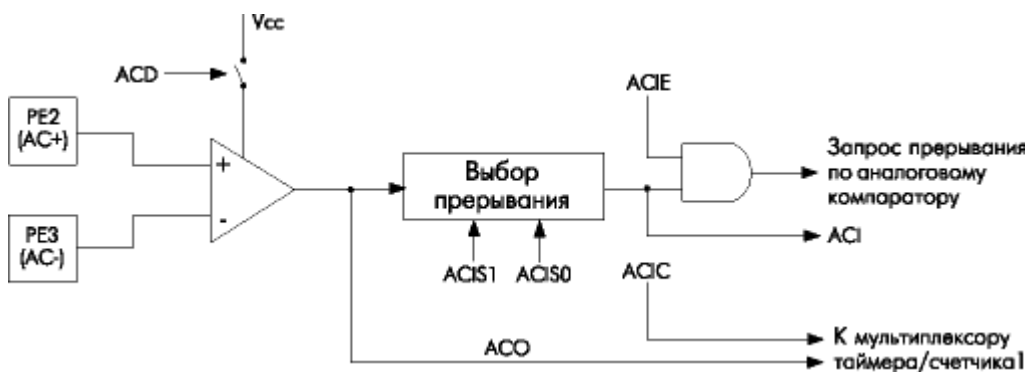 Vcc
ACD
PE2
(AC+)
PE3
(AC-)
+
-
Выбор
прерывания
ACIS1 ACIS0
ACIE
Запрос прерывания
по аналоговому
компаратору
ACI
ACIC
ACO
К мультиплексору
таймера/счетчика1